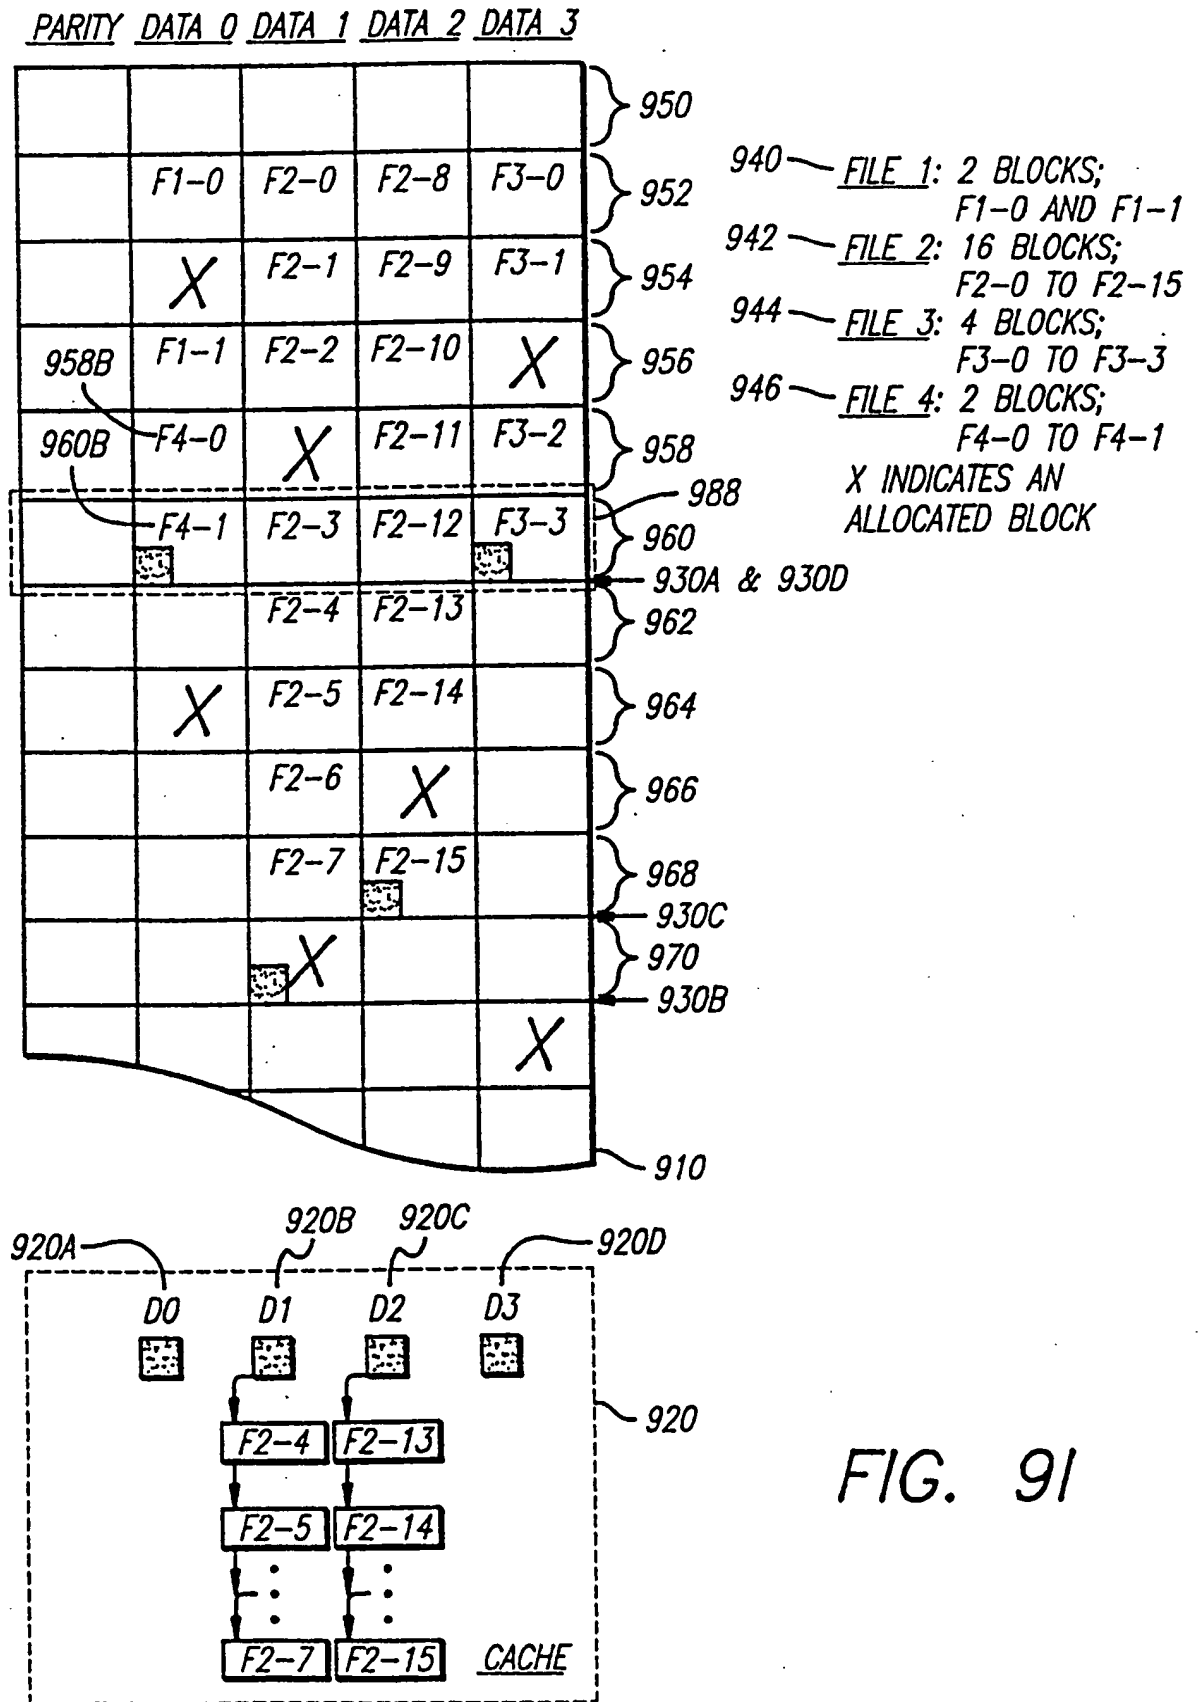 PARITY DATA 0 DATA 1 DATA 2 DATA 3
950
F1-0 F2-0 F2-8 F3-0 952
X F2-1 F2-9 F3-1 954
958B F1-1 F2-2 F2-10 X 956
960B F4-0 X F2-11 F3-2 958
988
F4-1 F2-3 F2-12 F3-3 960
930A & 930D
F2-4 F2-13 962
X F2-5 F2-14 964
F2-6 X 966
F2-7 F2-15 968
930C
X 970
930B
X
910
940 FILE 1: 2 BLOCKS;
F1-0 AND F1-1
942 FILE 2: 16 BLOCKS;
F2-0 TO F2-15
944 FILE 3: 4 BLOCKS;
F3-0 TO F3-3
946 FILE 4: 2 BLOCKS;
F4-0 TO F4-1
X INDICATES AN
ALLOCATED BLOCK
920A 920B 920C 920D
D0 D1 D2 D3
920
F2-4 F2-13
F2-5 F2-14
F2-7 F2-15 CACHE
FIG. 9I